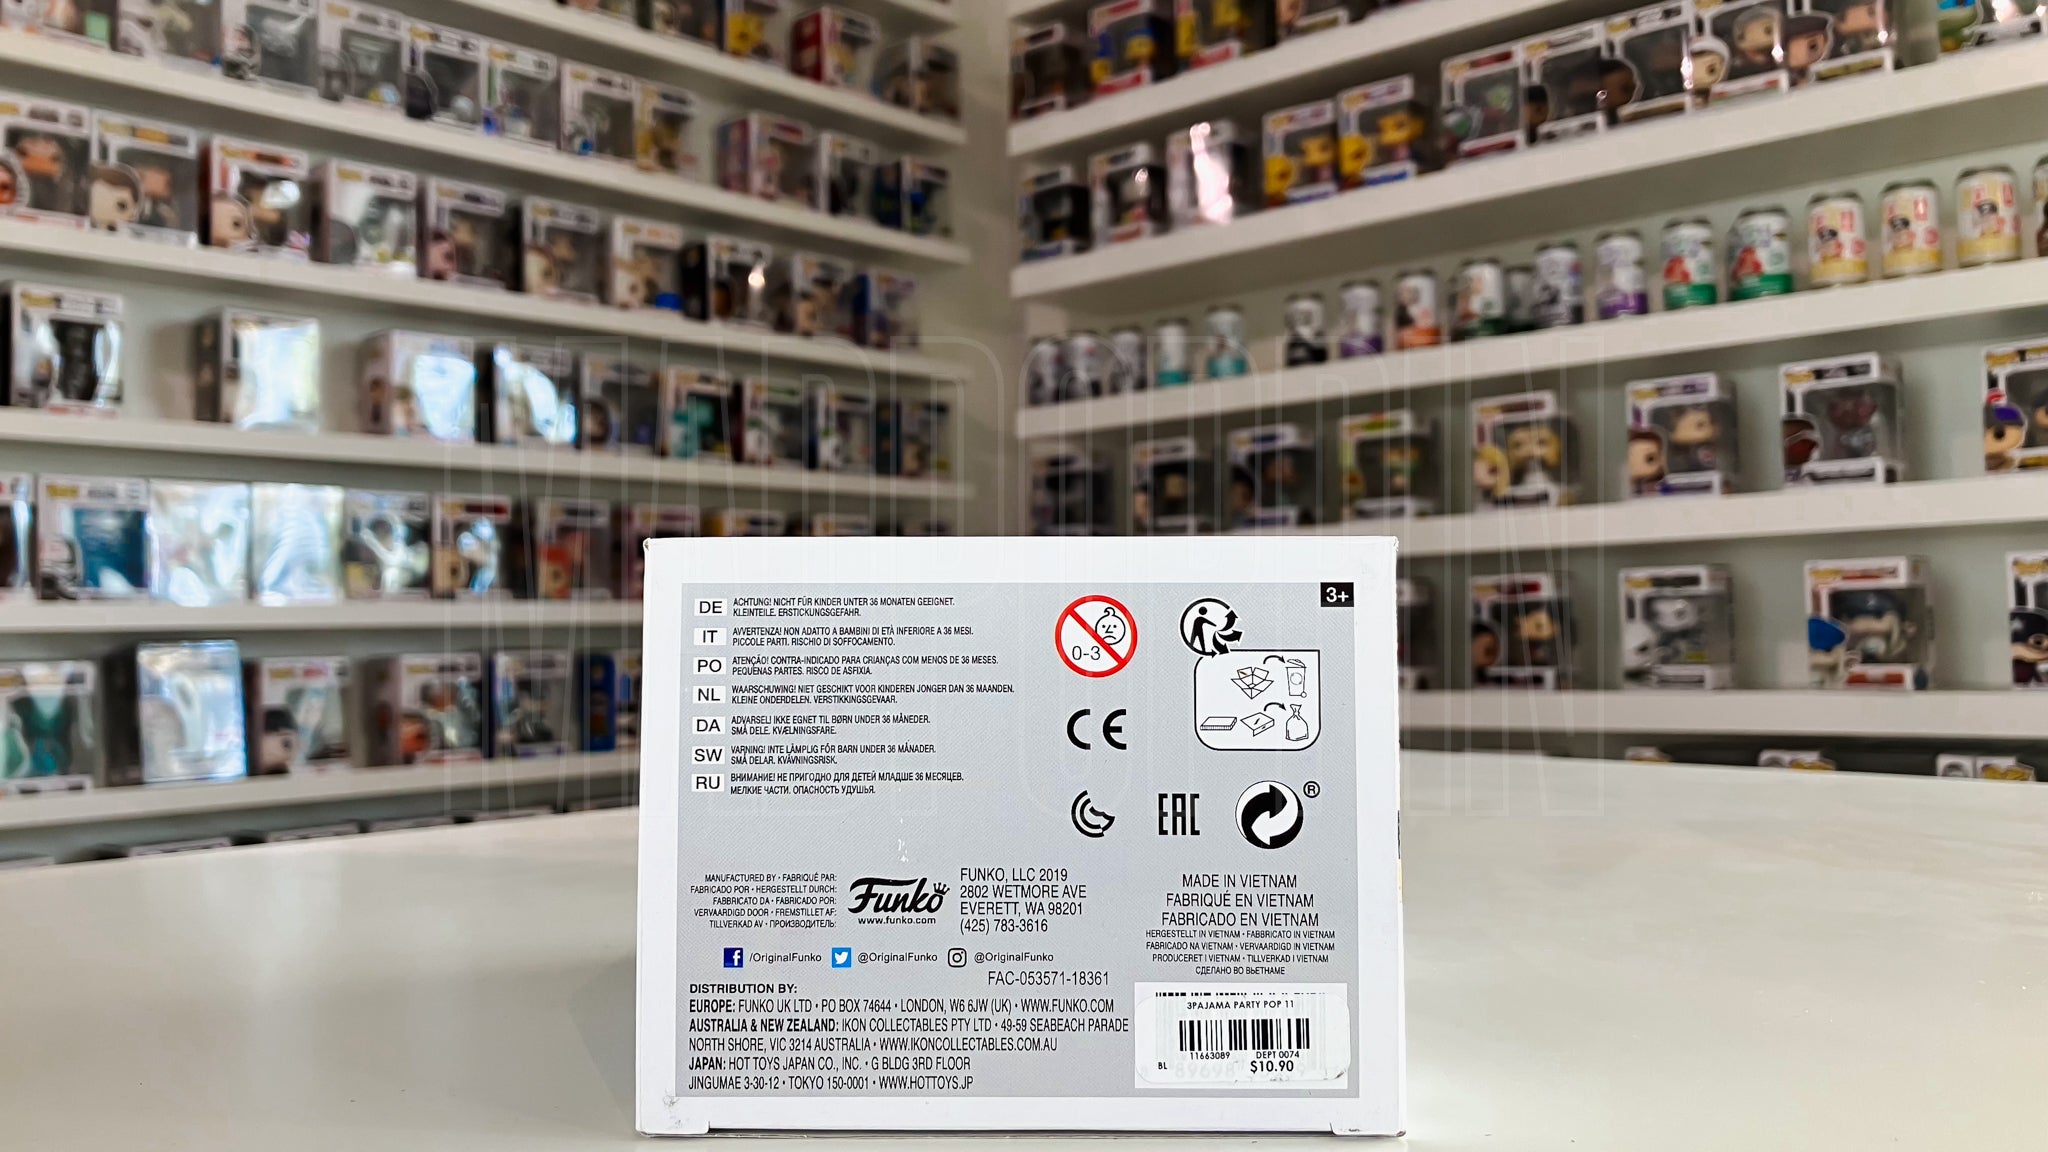 3+
DE
ACHTUNG! NICHT FÜR KINDER UNTER 36 MONATEN GEEIGNET.
KLEINTEILE. ERSTICKUNGSGEFAHR.
IT
AVVERTENZA! NON ADATTO A BAMBINI DI ETÀ INFERIORE A 36 MESI.
PICCOLE PARTI. RISCHIO DI SOFFOCAMENTO.
PO
ATENÇÃO! CONTRA-INDICADO PARA CRIANÇAS COM MENOS DE 36 MESES.
PEQUENAS PARTES. RISCO DE ASFIXIA.
NL
WAARSCHUWING! NIET GESCHIKT VOOR KINDEREN JONGER DAN 36 MAANDEN.
KLEINE ONDERDELEN. VERSTIKKINGSGEVAAR.
DA
ADVARSEL! IKKE EGNET TIL BØRN UNDER 36 MÅNEDER.
SMÅ DELE. KVÆLNINGSFARE.
SW
VARNING! INTE LÄMPLIG FÖR BARN UNDER 36 MÅNADER.
SMÅ DELAR. KVÄVNINGSRISK.
RU
ВНИМАНИЕ! НЕ ПРИГОДНО ДЛЯ ДЕТЕЙ МЛАДШЕ 36 МЕСЯЦЕВ.
МЕЛКИЕ ЧАСТИ. ОПАСНОСТЬ УДУШЬЯ.
0-3
CE
EAC
®
MANUFACTURED BY • FABRIQUÉ PAR:
FABRICADO POR • HERGESTELLT DURCH:
FABBRICATO DA • FABRICADO POR:
VERVAARDIGD DOOR • FREMSTILLET AF:
TILLVERKAD AV • ПРОИЗВОДИТЕЛЬ:
Funko
www.funko.com
FUNKO, LLC 2019
2802 WETMORE AVE
EVERETT, WA 98201
(425) 783-3616
MADE IN VIETNAM
FABRIQUÉ EN VIETNAM
FABRICADO EN VIETNAM
HERGESTELLT IN VIETNAM • FABBRICATO IN VIETNAM
FABRICADO NA VIETNAM • VERVAARDIGD IN VIETNAM
PRODUCERET I VIETNAM • TILLVERKAD I VIETNAM
СДЕЛАНО ВО ВЬЕТНАМЕ
/OriginalFunko @OriginalFunko @OriginalFunko
FAC-053571-18361
DISTRIBUTION BY:
EUROPE: FUNKO UK LTD • PO BOX 74644 • LONDON, W6 6JW (UK) • WWW.FUNKO.COM
AUSTRALIA & NEW ZEALAND: IKON COLLECTABLES PTY LTD • 49-59 SEABEACH PARADE
NORTH SHORE, VIC 3214 AUSTRALIA • WWW.IKONCOLLECTABLES.COM.AU
JAPAN: HOT TOYS JAPAN CO., INC. • G BLDG 3RD FLOOR
JINGUMAE 3-30-12 • TOKYO 150-0001 • WWW.HOTTOYS.JP
3PAJAMA PARTY POP 11
11663089 DEPT 0074
BL $10.90